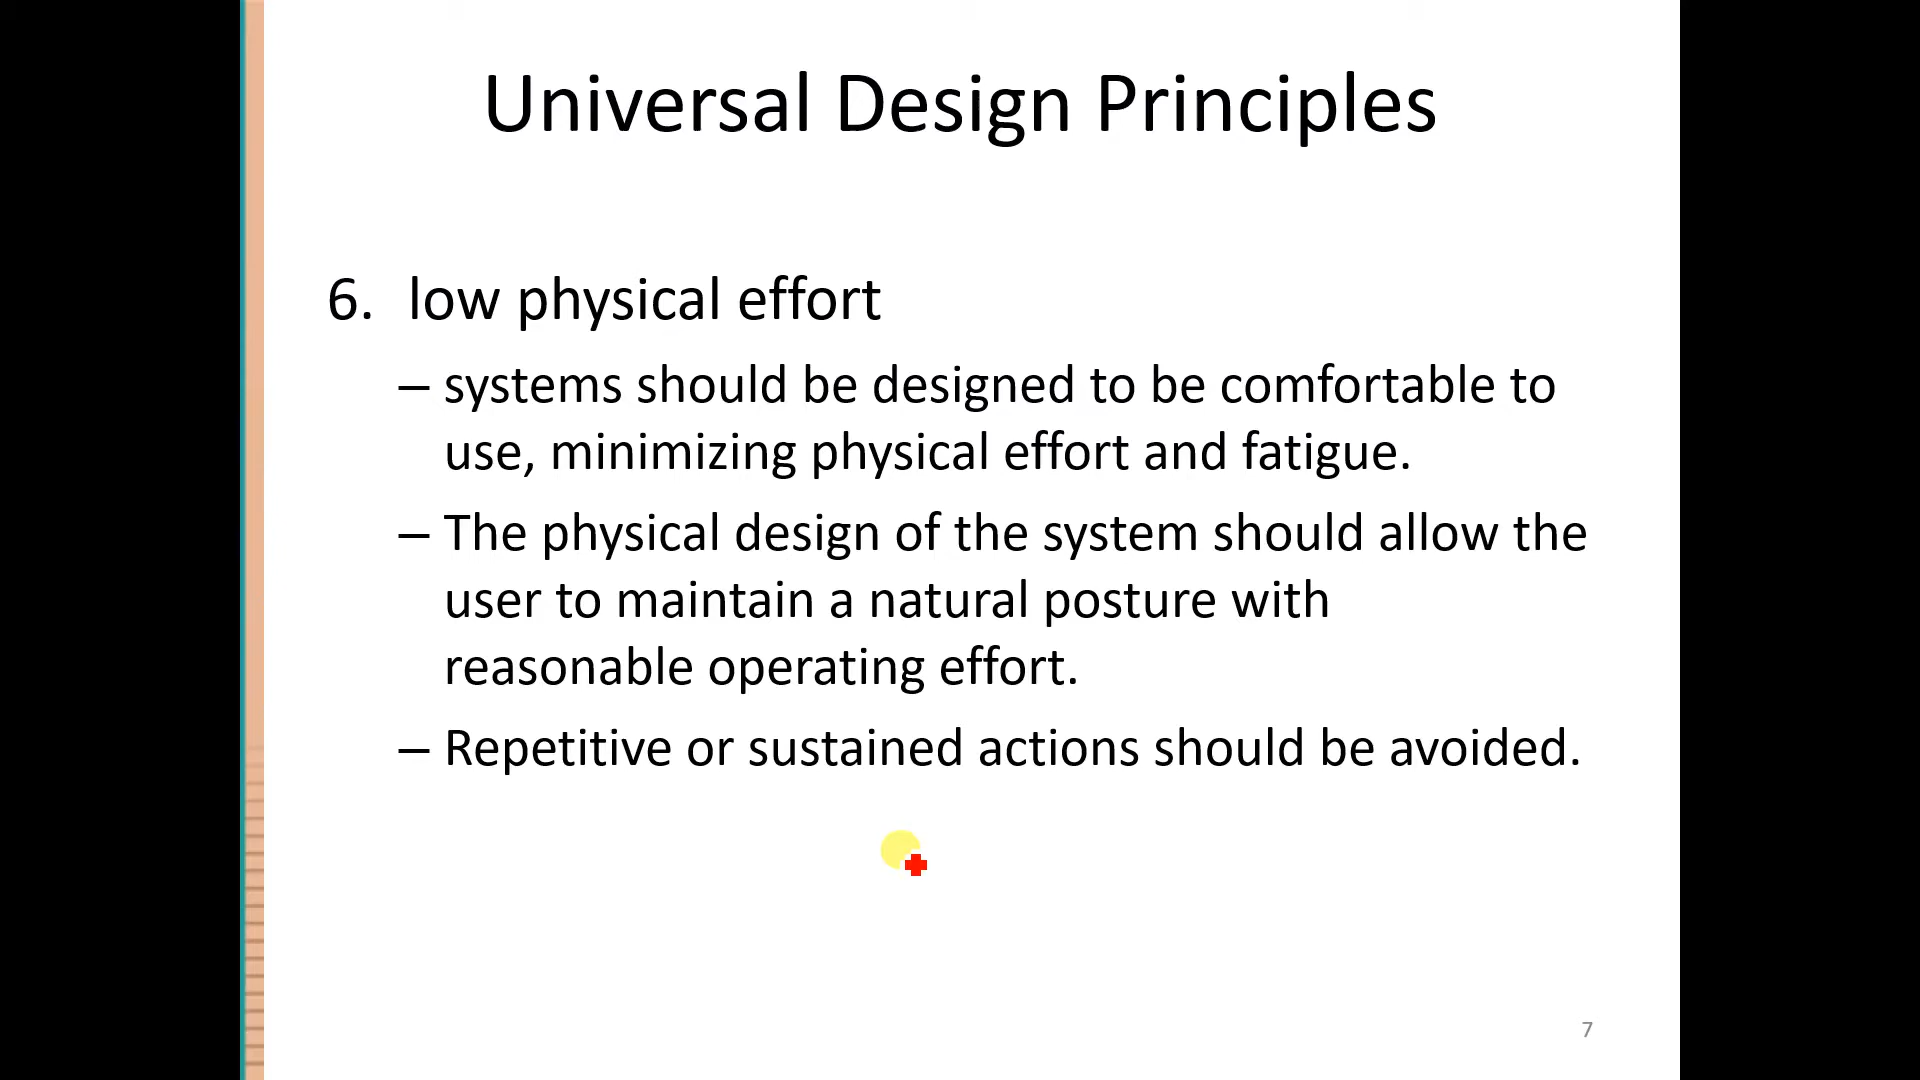 Universal Design Principles
6. low physical effort
– systems should be designed to be comfortable to
use, minimizing physical effort and fatigue.
– The physical design of the system should allow the
user to maintain a natural posture with
reasonable operating effort.
– Repetitive or sustained actions should be avoided.
7